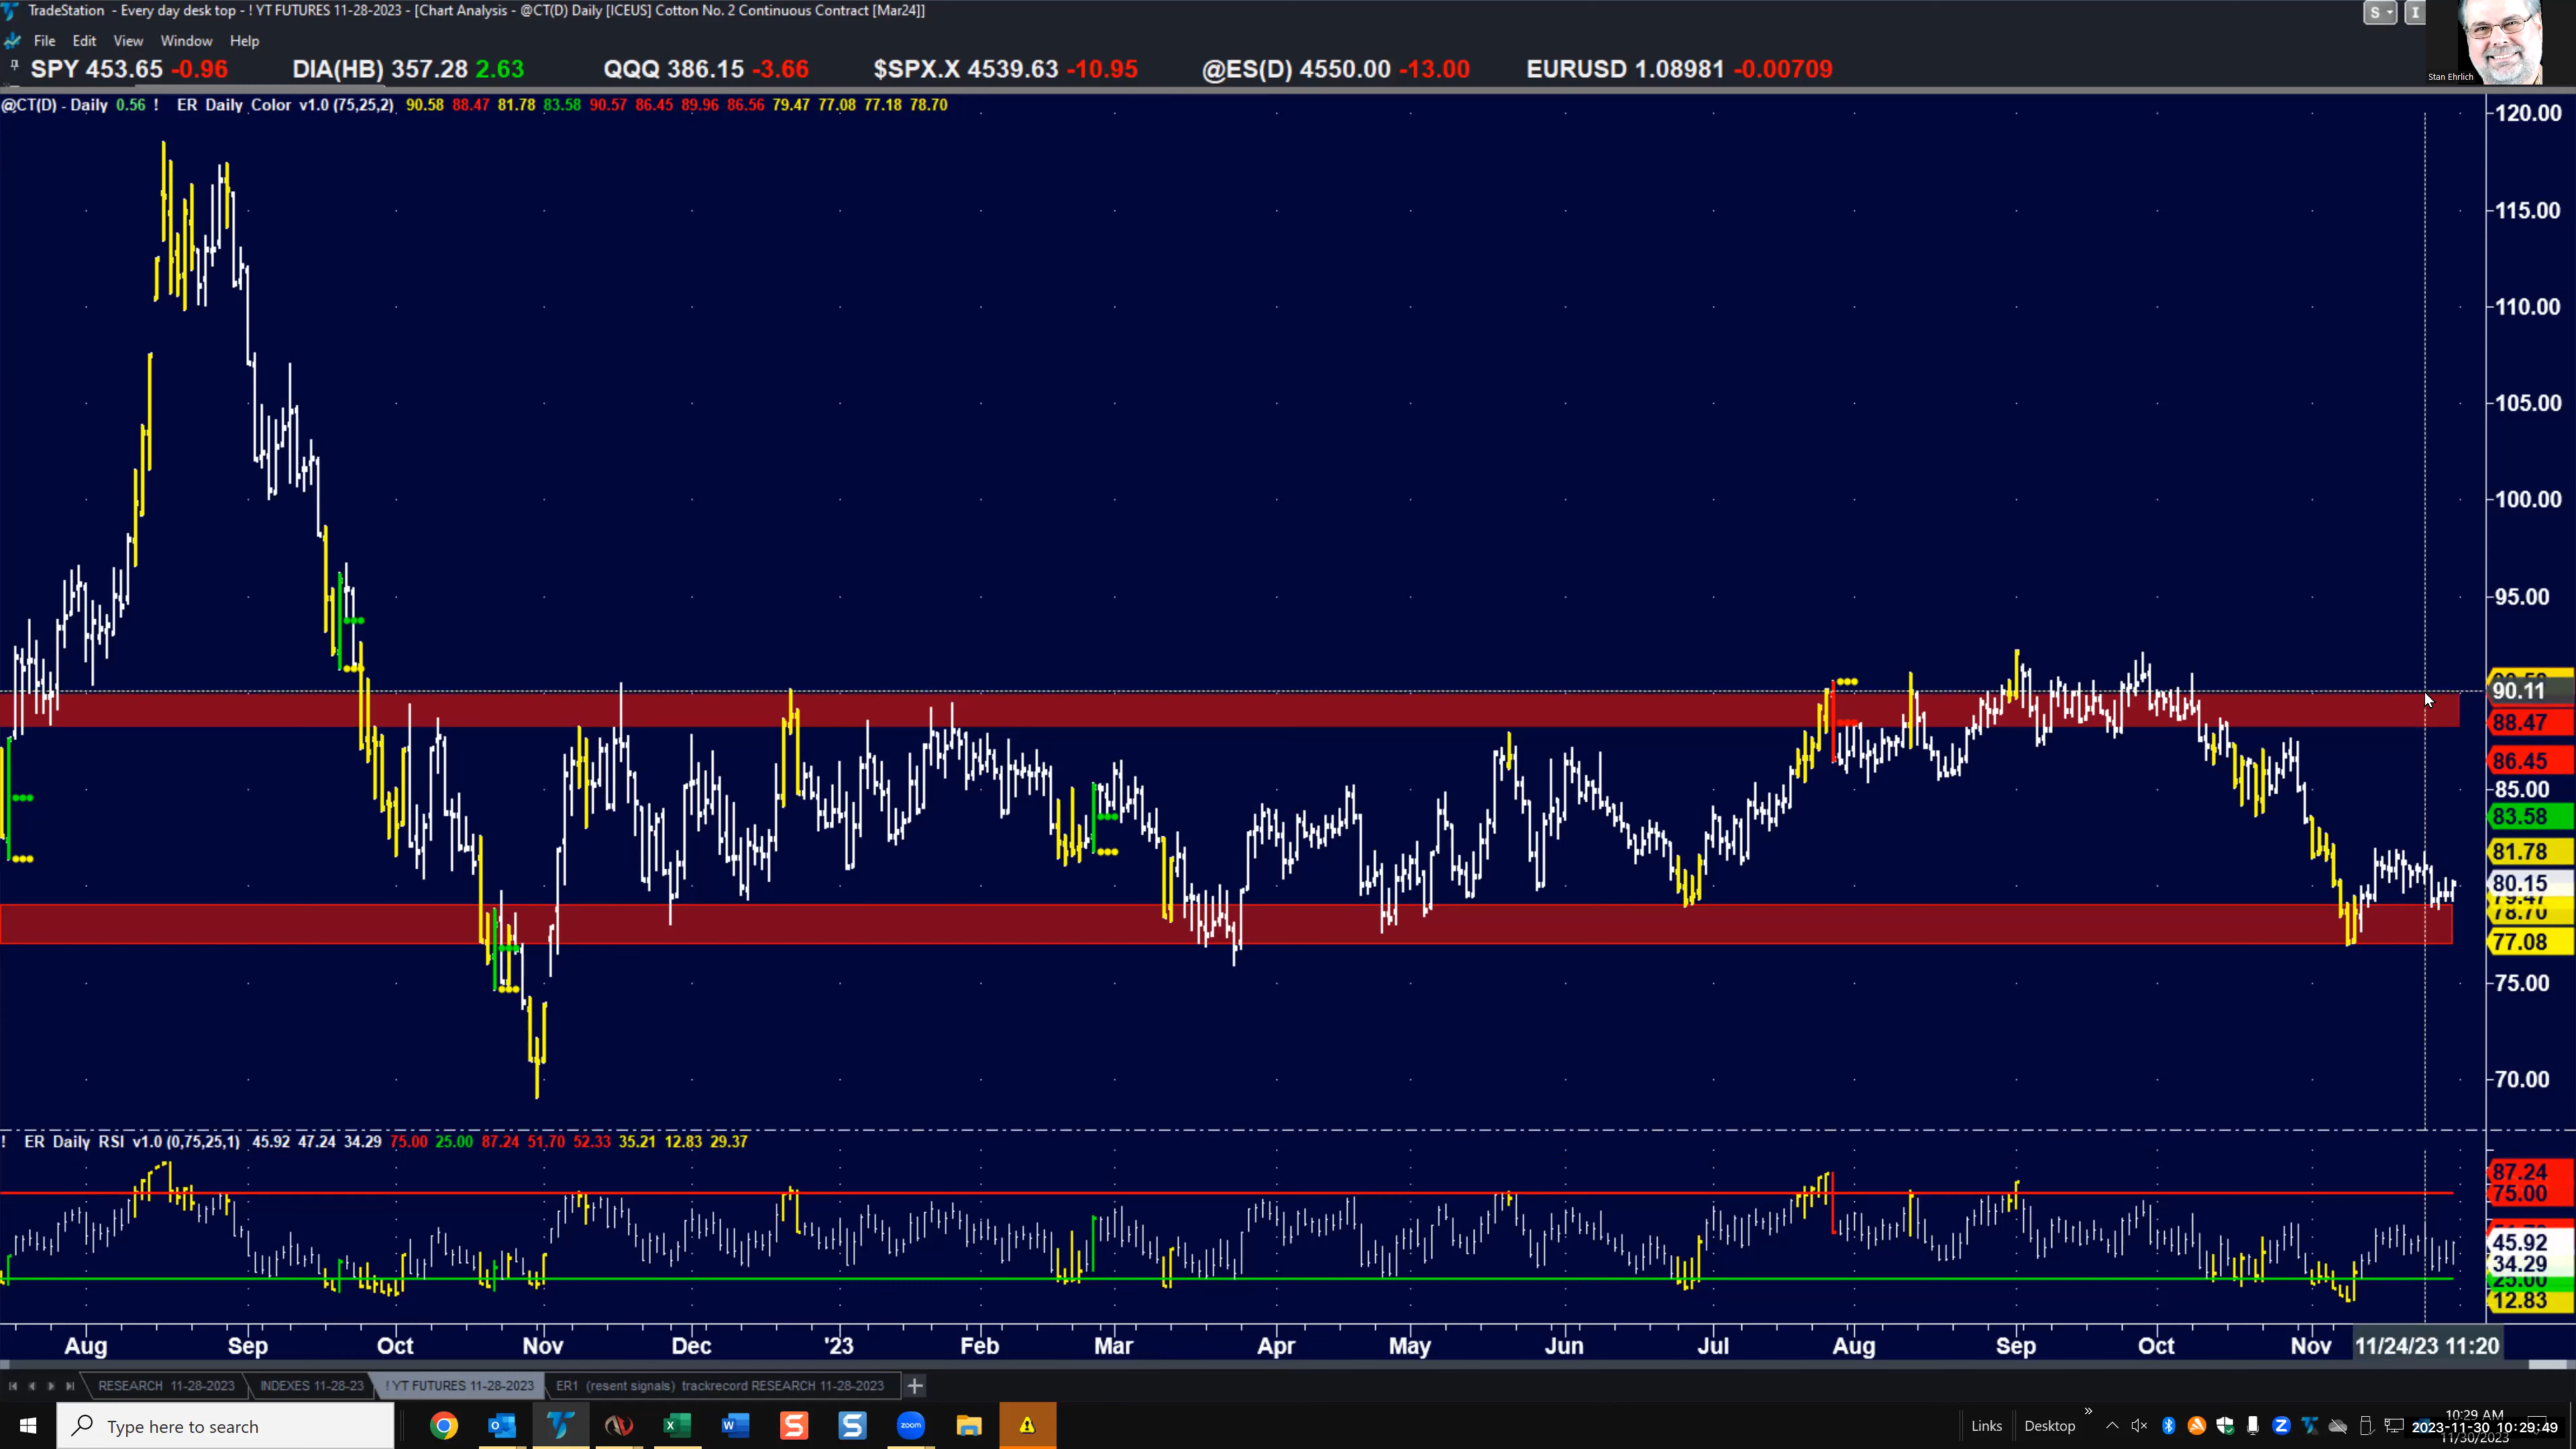 TradeStation - Every day desk top - ! YT FUTURES 11-28-2023 - [Chart Analysis - @CT(D) Daily [ICEUS] Cotton No. 2 Continuous Contract [Mar24]]
S I
File Edit View Window Help
Stan Ehrlich
SPY 453.65 -0.96 DIA(HB) 357.28 2.63 QQQ 386.15 -3.66 $SPX.X 4539.63 -10.95 @ES(D) 4550.00 -13.00 EURUSD 1.08981 -0.00709
@CT(D) - Daily 0.56 ! ER Daily Color v1.0 (75,25,2) 90.58 88.47 81.78 83.58 90.57 86.45 89.96 86.56 79.47 77.08 77.18 78.70
120.00
115.00
110.00
105.00
100.00
95.00
90.11
88.47
86.45
85.00
83.58
81.78
80.15
79.47
78.70
77.08
75.00
70.00
! ER Daily RSI v1.0 (0,75,25,1) 45.92 47.24 34.29 75.00 25.00 87.24 51.70 52.33 35.21 12.83 29.37
87.24
75.00
45.92
34.29
25.00
12.83
Aug Sep Oct Nov Dec '23 Feb Mar Apr May Jun Jul Aug Sep Oct Nov 11/24/23 11:20
RESEARCH 11-28-2023 INDEXES 11-28-23 ! YT FUTURES 11-28-2023 ER1 (resent signals) trackrecord RESEARCH 11-28-2023 +
Type here to search zoom Links Desktop
10:29 AM
2023-11-30 10:29:49
11/30/2023